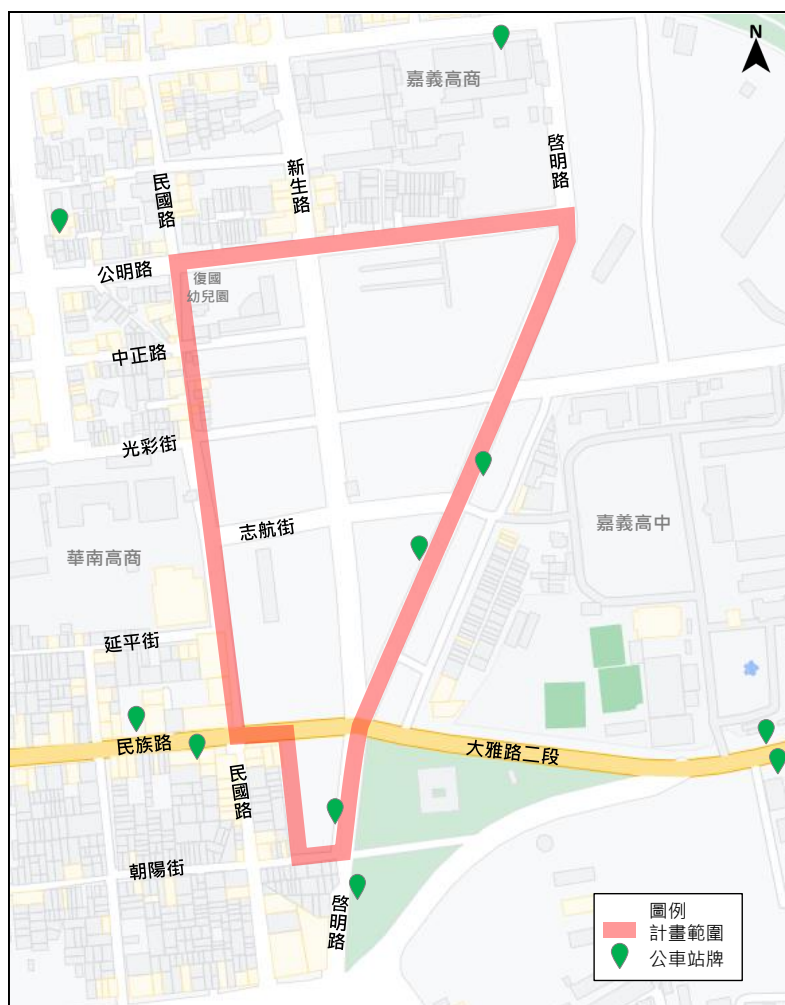 N
嘉義高商
啓明路
新生路
民國路
公明路
復國
幼兒園
中正路
光彩街
志航街
嘉義高中
華南高商
延平街
民族路
大雅路二段
民國路
朝陽街
啓明路
圖例
計畫範圍
公車站牌